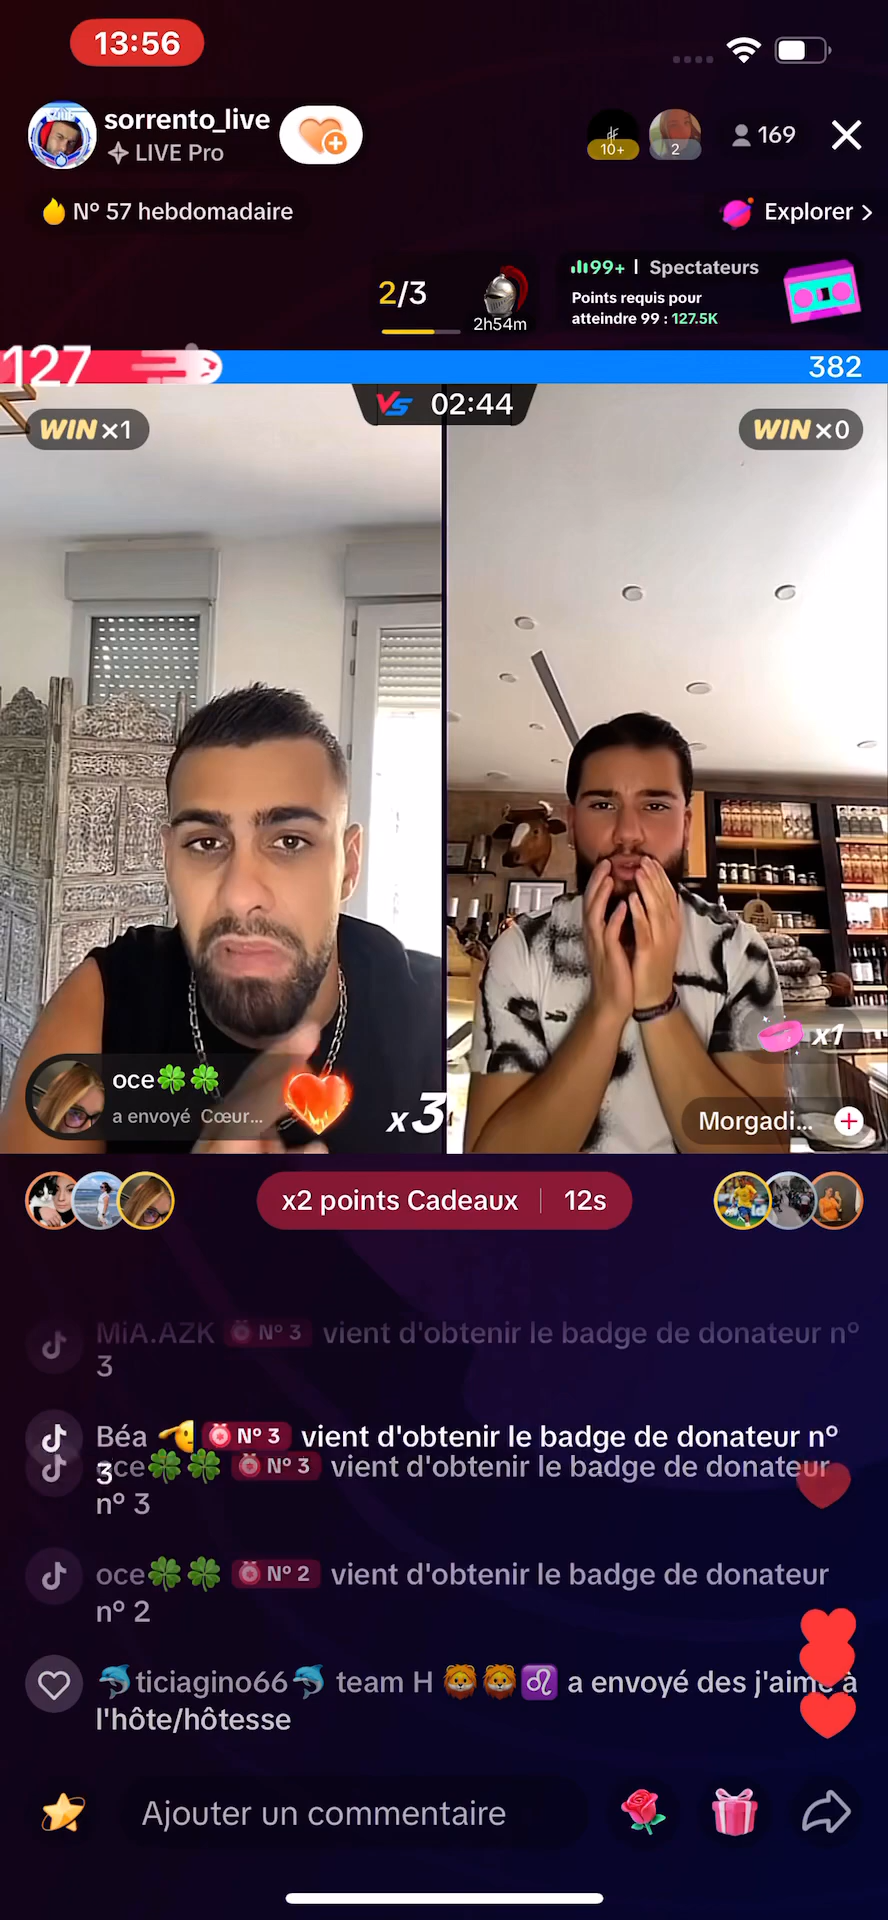 13:56
sorrento_live
LIVE Pro
10+
2
169
N° 57 hebdomadaire
Explorer >
2/3
2h54m
99+ | Spectateurs
Points requis pour
atteindre 99 : 127.5K
127
382
VS 02:44
WIN x1
WIN x0
oce🍀🍀
a envoyé Cœur...
x3
x1
Morgadi...
x2 points Cadeaux | 12s
MiA.AZK N° 3 vient d'obtenir le badge de donateur n°
3
Béa 🫵 N° 3 vient d'obtenir le badge de donateur n°
3
oce🍀🍀 N° 3 vient d'obtenir le badge de donateur
n° 3
oce🍀🍀 N° 2 vient d'obtenir le badge de donateur
n° 2
🐬ticiagino66🐬 team H 🦁🦁♌ a envoyé des j'aime à
l'hôte/hôtesse
Ajouter un commentaire